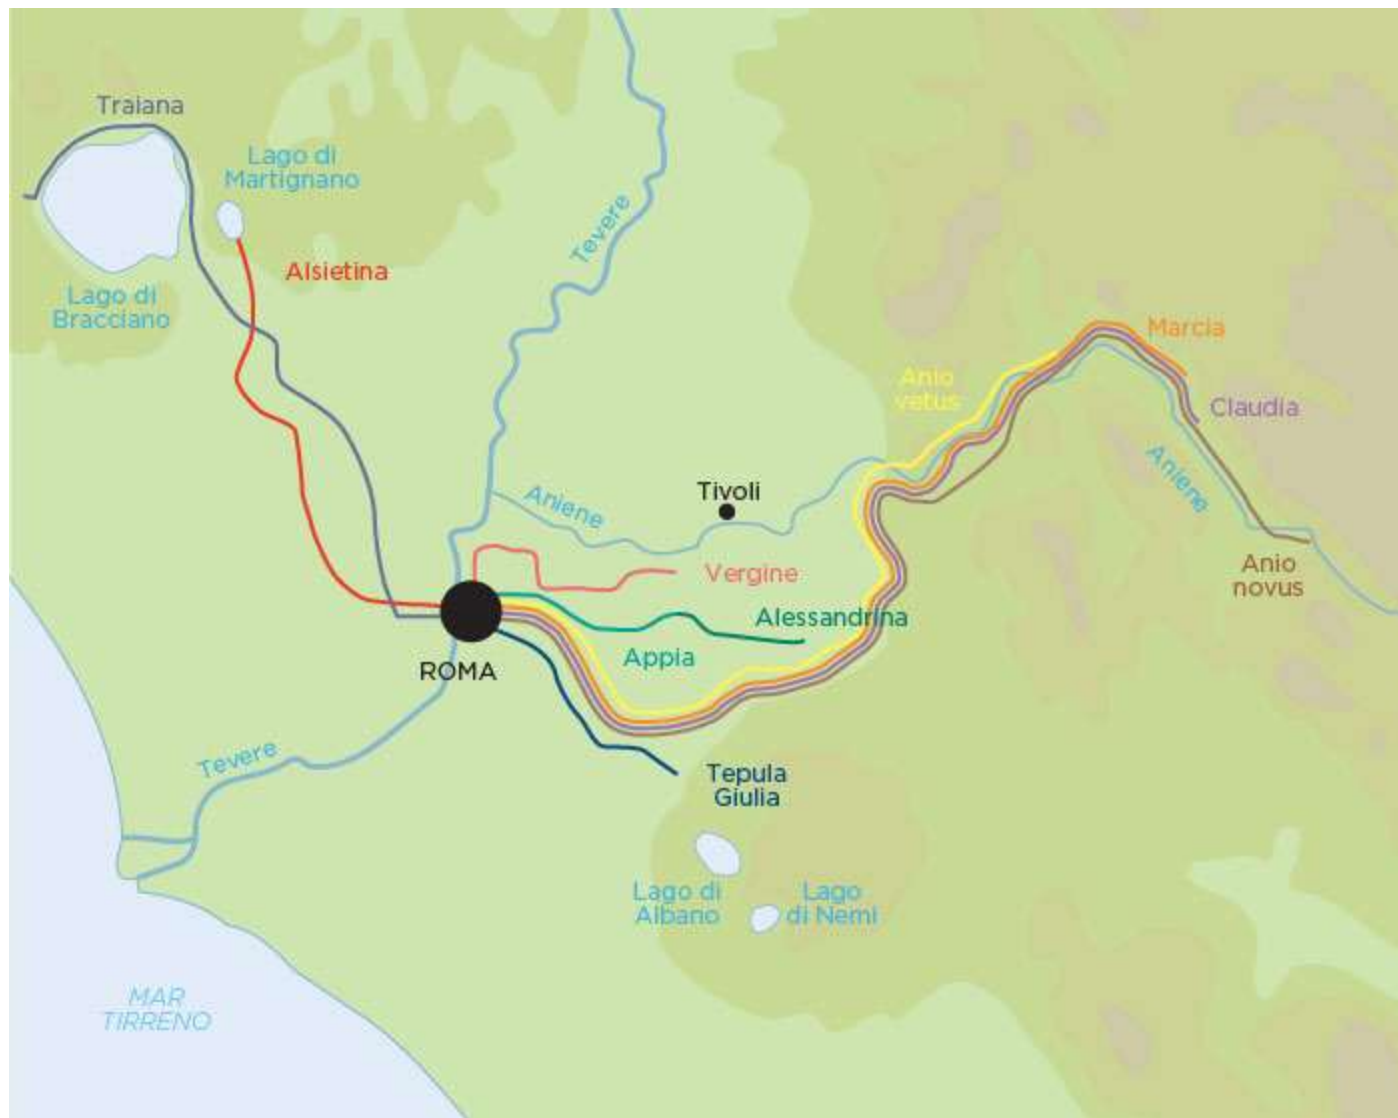 Traiana
Lago di
Martignano
Tevere
Alsietina
Lago di
Bracciano
Marcia
Anio
vetus
Claudia
Aniene
Tivoli
Aniene
Vergine
Anio
novus
Alessandrina
Appia
ROMA
Tevere
Tepula
Giulia
Lago di
Albano
Lago
di Nemi
MAR
TIRRENO